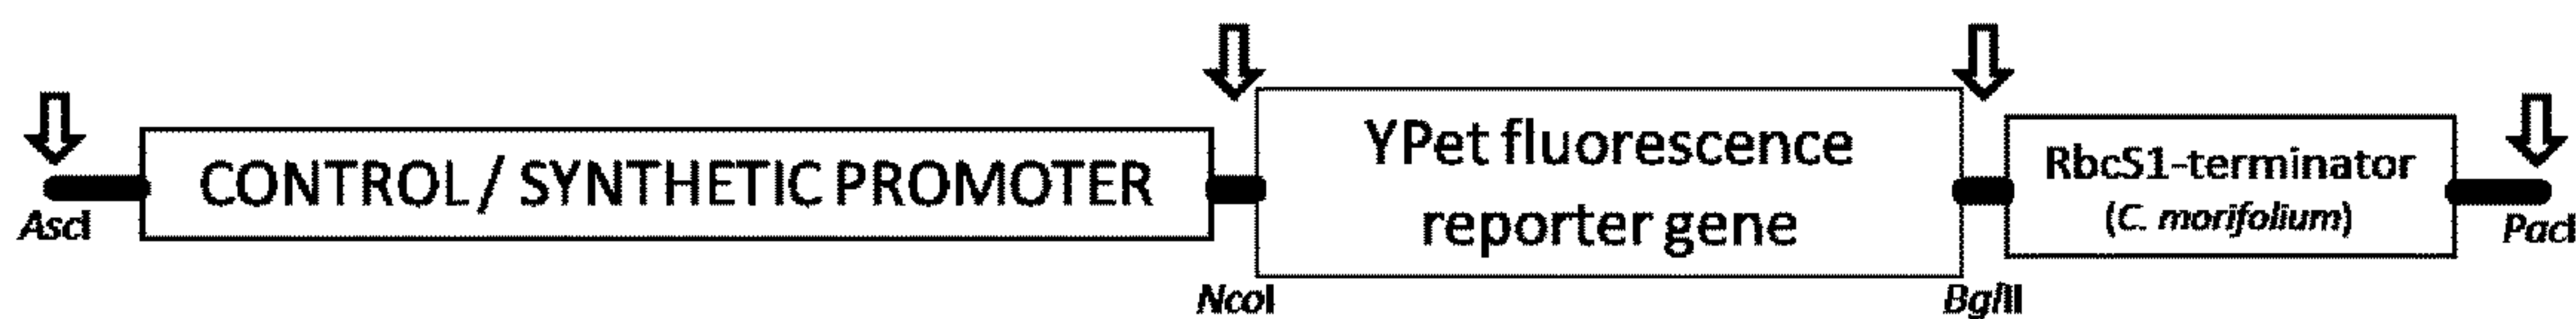 CONTROL / SYNTHETIC PROMOTER
YPet fluorescence
reporter gene
RbcS1-terminator
(C. morifolium)
AscI
NcoI
BglII
PacI